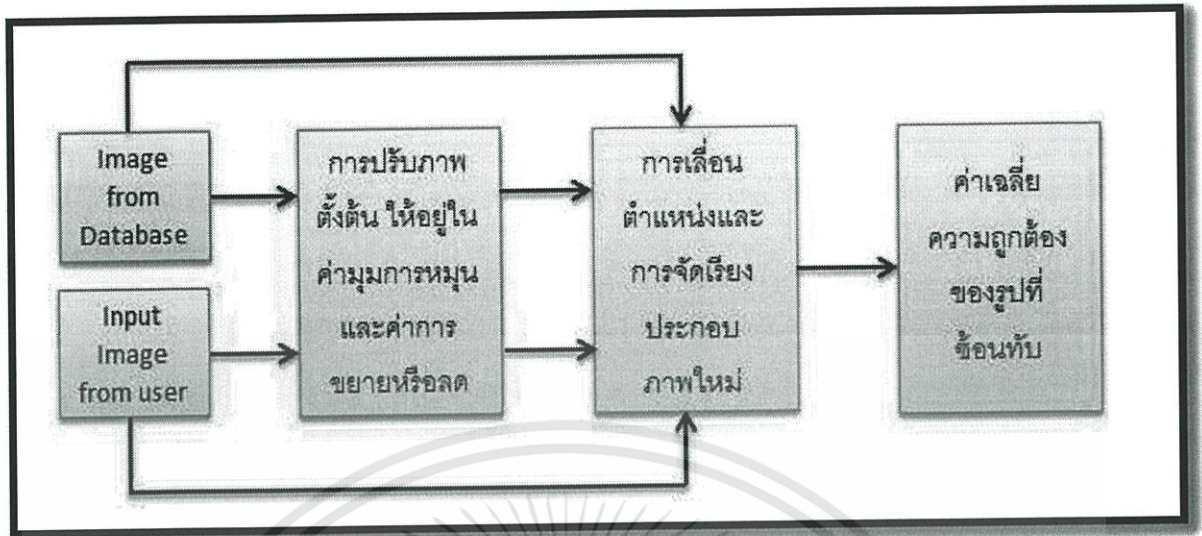 Image
from
Database
Input
Image
from user
การปรับภาพ
ตั้งต้น ให้อยู่ใน
ค่ามุมการหมุน
และค่าการ
ขยายหรือลด
การเลื่อน
ตำแหน่งและ
การจัดเรียง
ประกอบ
ภาพใหม่
ค่าเฉลี่ย
ความถูกต้อง
ของรูปที่
ซ้อนทับ